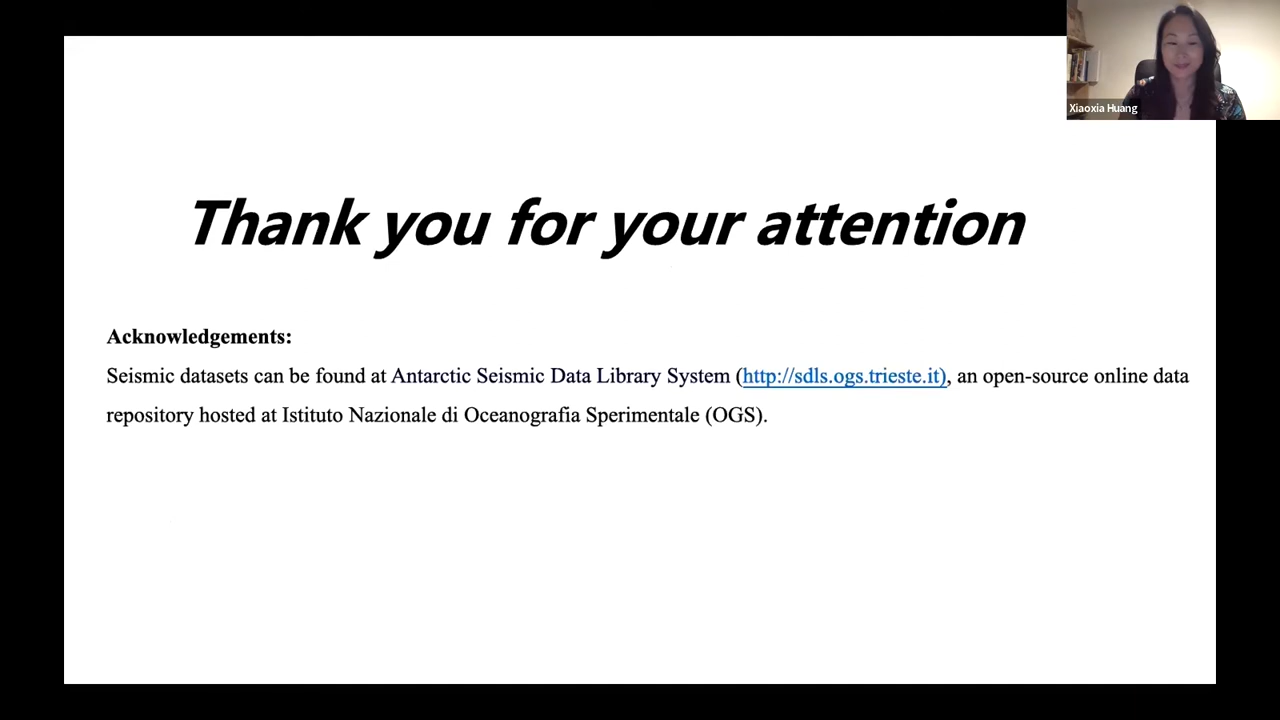 Xiaoxia Huang
Thank you for your attention
Acknowledgements:
Seismic datasets can be found at Antarctic Seismic Data Library System (http://sdls.ogs.trieste.it), an open-source online data
repository hosted at Istituto Nazionale di Oceanografia Sperimentale (OGS).